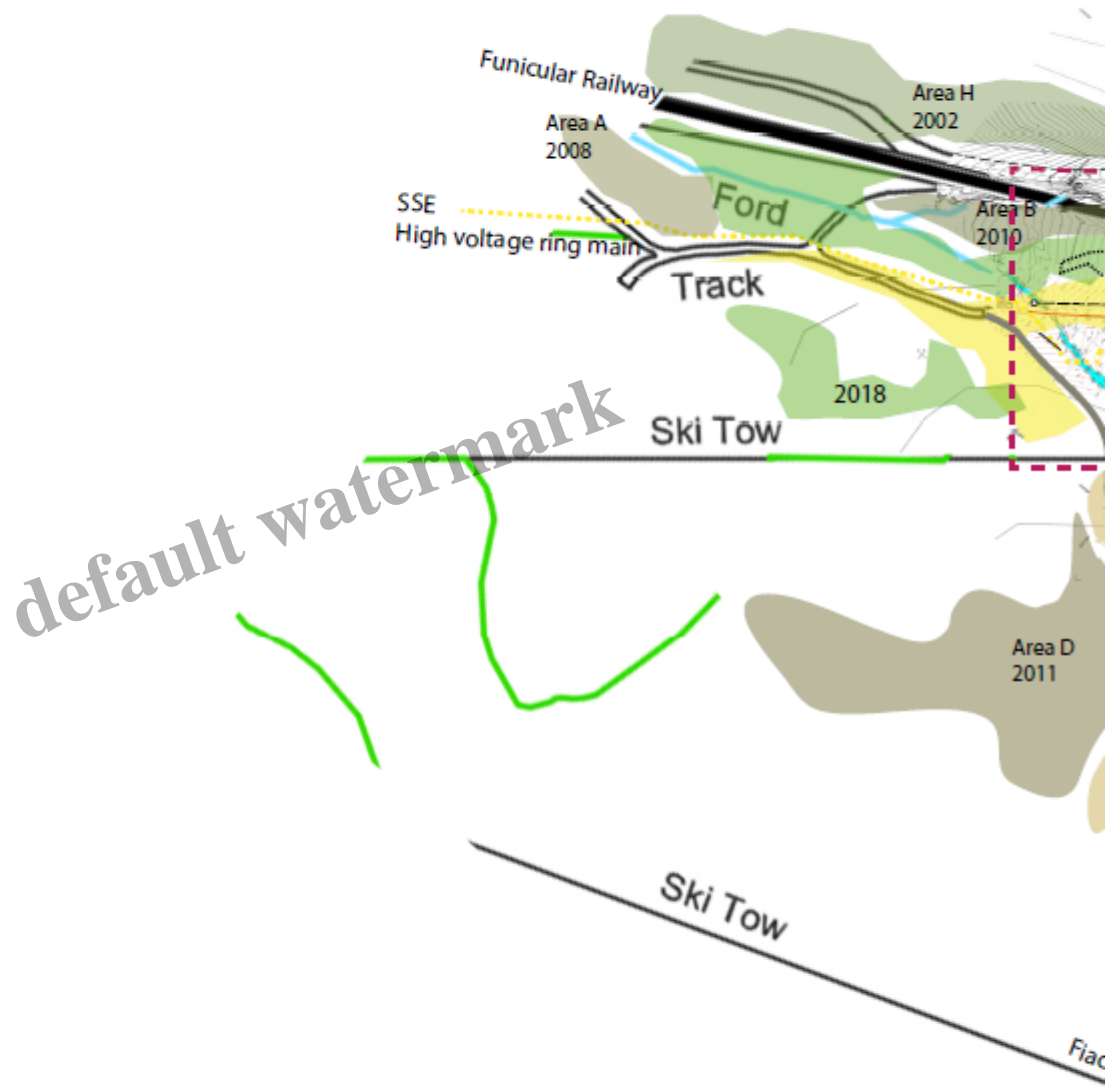 Funicular Railway
Area H
2002
Area A
2008
Ford
SSE
High voltage ring main
Area B
2010
Track
2018
Ski Tow
default watermark
Area D
2011
Ski Tow